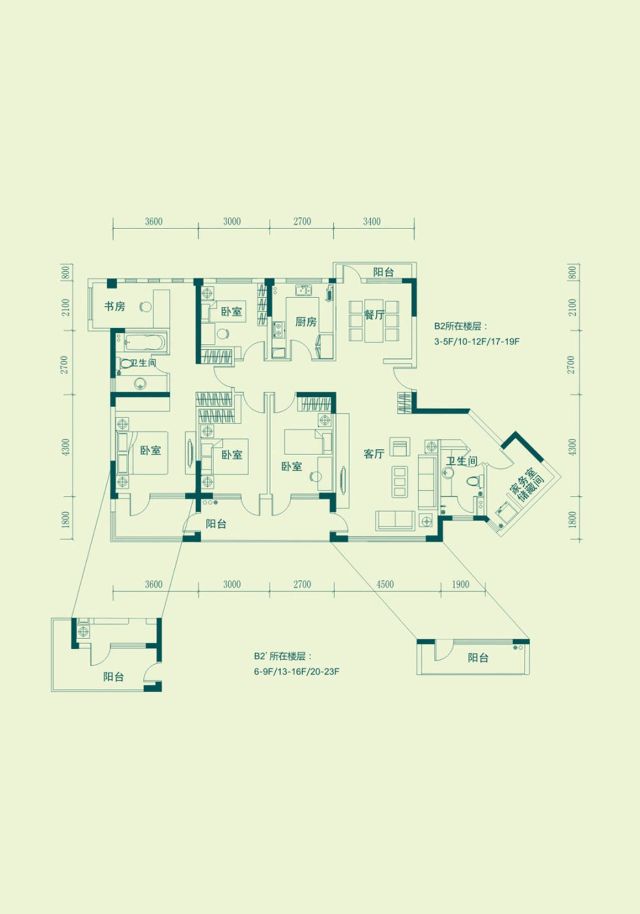 3600 3000 2700 3400
800
2100
2700
4300
1800
800
2100
2700
4300
1800
阳台
书房
卧室
厨房
餐厅
B2所在楼层：
3-5F/10-12F/17-19F
卫生间
卧室
卧室
卧室
客厅
卫生间
家务室
储藏间
阳台
3600 3000 2700 4500 1900
B2'所在楼层：
6-9F/13-16F/20-23F
阳台
阳台